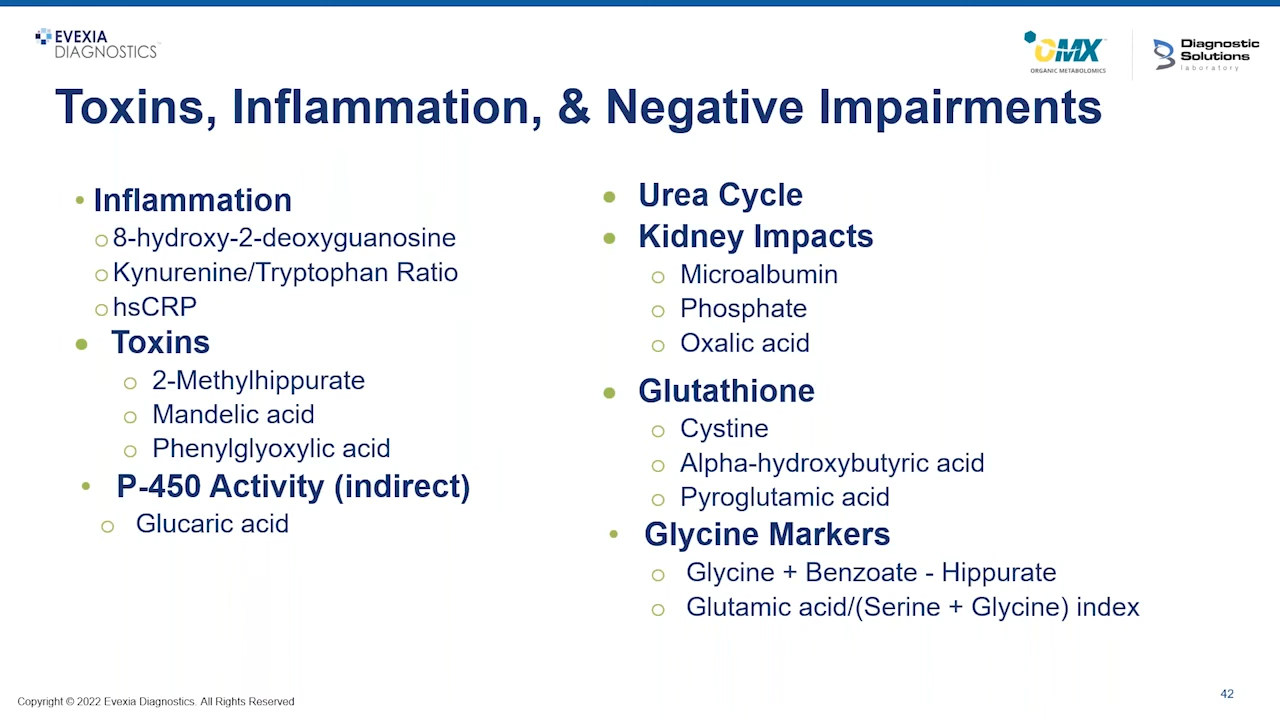 EVEXIA
DIAGNOSTICS
OMX
ORGANIC METABOLOMICS
Diagnostic
Solutions
laboratory
Toxins, Inflammation, & Negative Impairments
• Inflammation
o 8-hydroxy-2-deoxyguanosine
o Kynurenine/Tryptophan Ratio
o hsCRP
• Toxins
o 2-Methylhippurate
o Mandelic acid
o Phenylglyoxylic acid
• P-450 Activity (indirect)
o Glucaric acid
• Urea Cycle
• Kidney Impacts
o Microalbumin
o Phosphate
o Oxalic acid
• Glutathione
o Cystine
o Alpha-hydroxybutyric acid
o Pyroglutamic acid
• Glycine Markers
o Glycine + Benzoate - Hippurate
o Glutamic acid/(Serine + Glycine) index
Copyright © 2022 Evexia Diagnostics. All Rights Reserved
42